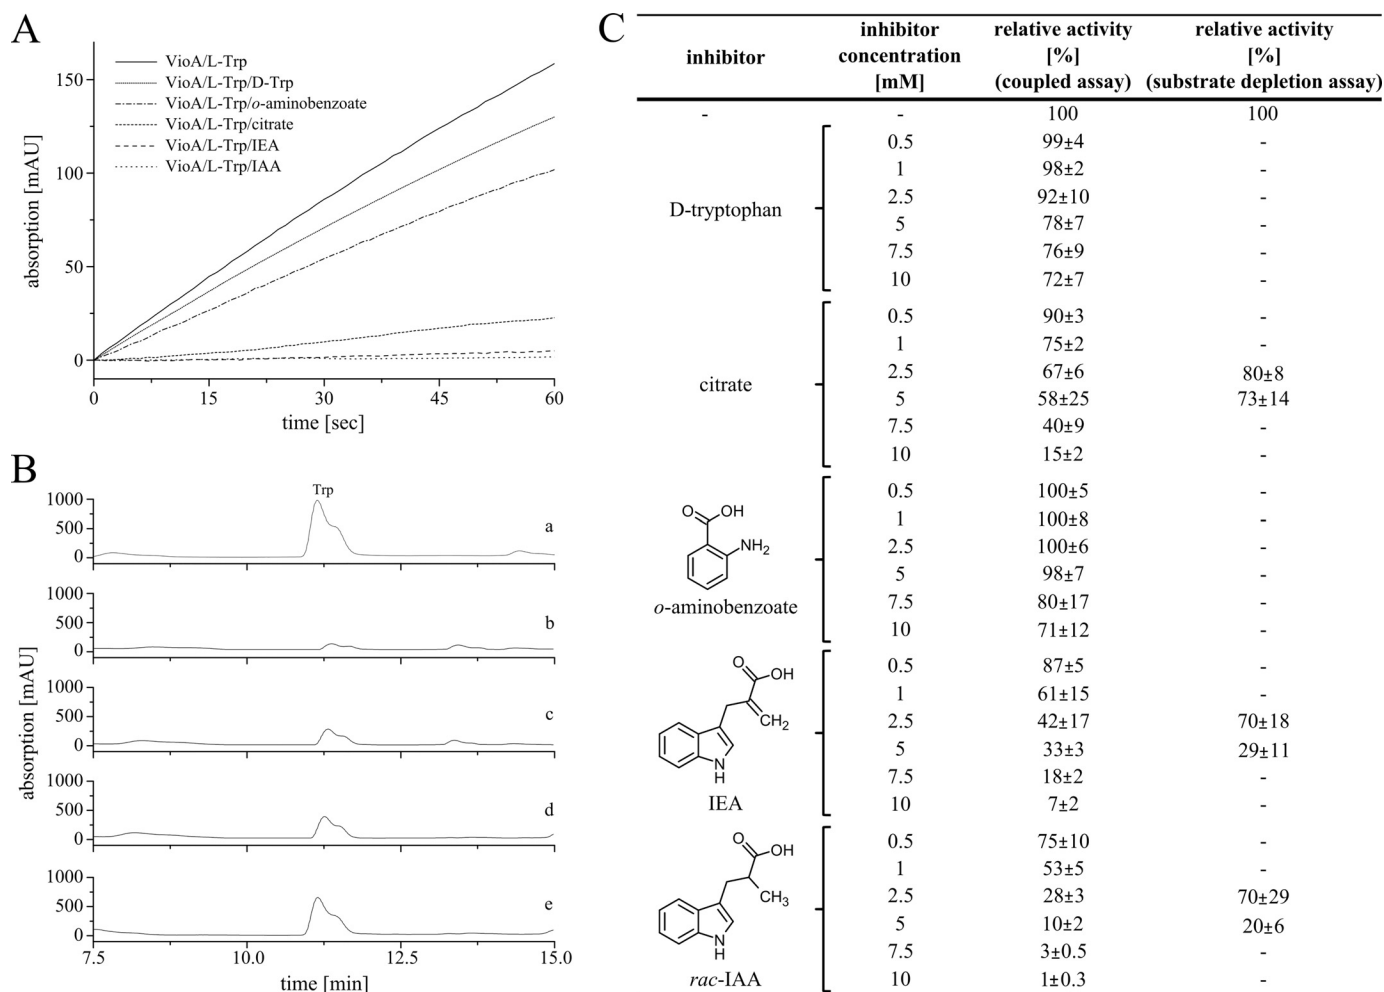 A
absorption [mAU]
150
100
50
0
VioA/L-Trp
VioA/L-Trp/D-Trp
VioA/L-Trp/o-aminobenzoate
VioA/L-Trp/citrate
VioA/L-Trp/IEA
VioA/L-Trp/IAA
0 15 30 45 60
time [sec]
B
absorption [mAU]
Trp
1000
500
0
a
1000
500
0
b
1000
500
0
c
1000
500
0
d
1000
500
0
e
7.5 10.0 12.5 15.0
time [min]
C
inhibitor
inhibitor concentration [mM]
relative activity [%] (coupled assay)
relative activity [%] (substrate depletion assay)
- - 100 100
D-tryptophan
0.5 99±4 -
1 98±2 -
2.5 92±10 -
5 78±7 -
7.5 76±9 -
10 72±7 -
citrate
0.5 90±3 -
1 75±2 -
2.5 67±6 80±8
5 58±25 73±14
7.5 40±9 -
10 15±2 -
O OH
NH2
o-aminobenzoate
0.5 100±5 -
1 100±8 -
2.5 100±6 -
5 98±7 -
7.5 80±17 -
10 71±12 -
O OH
CH2
N
H
IEA
0.5 87±5 -
1 61±15 -
2.5 42±17 70±18
5 33±3 29±11
7.5 18±2 -
10 7±2 -
O OH
CH3
N
H
rac-IAA
0.5 75±10 -
1 53±5 -
2.5 28±3 70±29
5 10±2 20±6
7.5 3±0.5 -
10 1±0.3 -